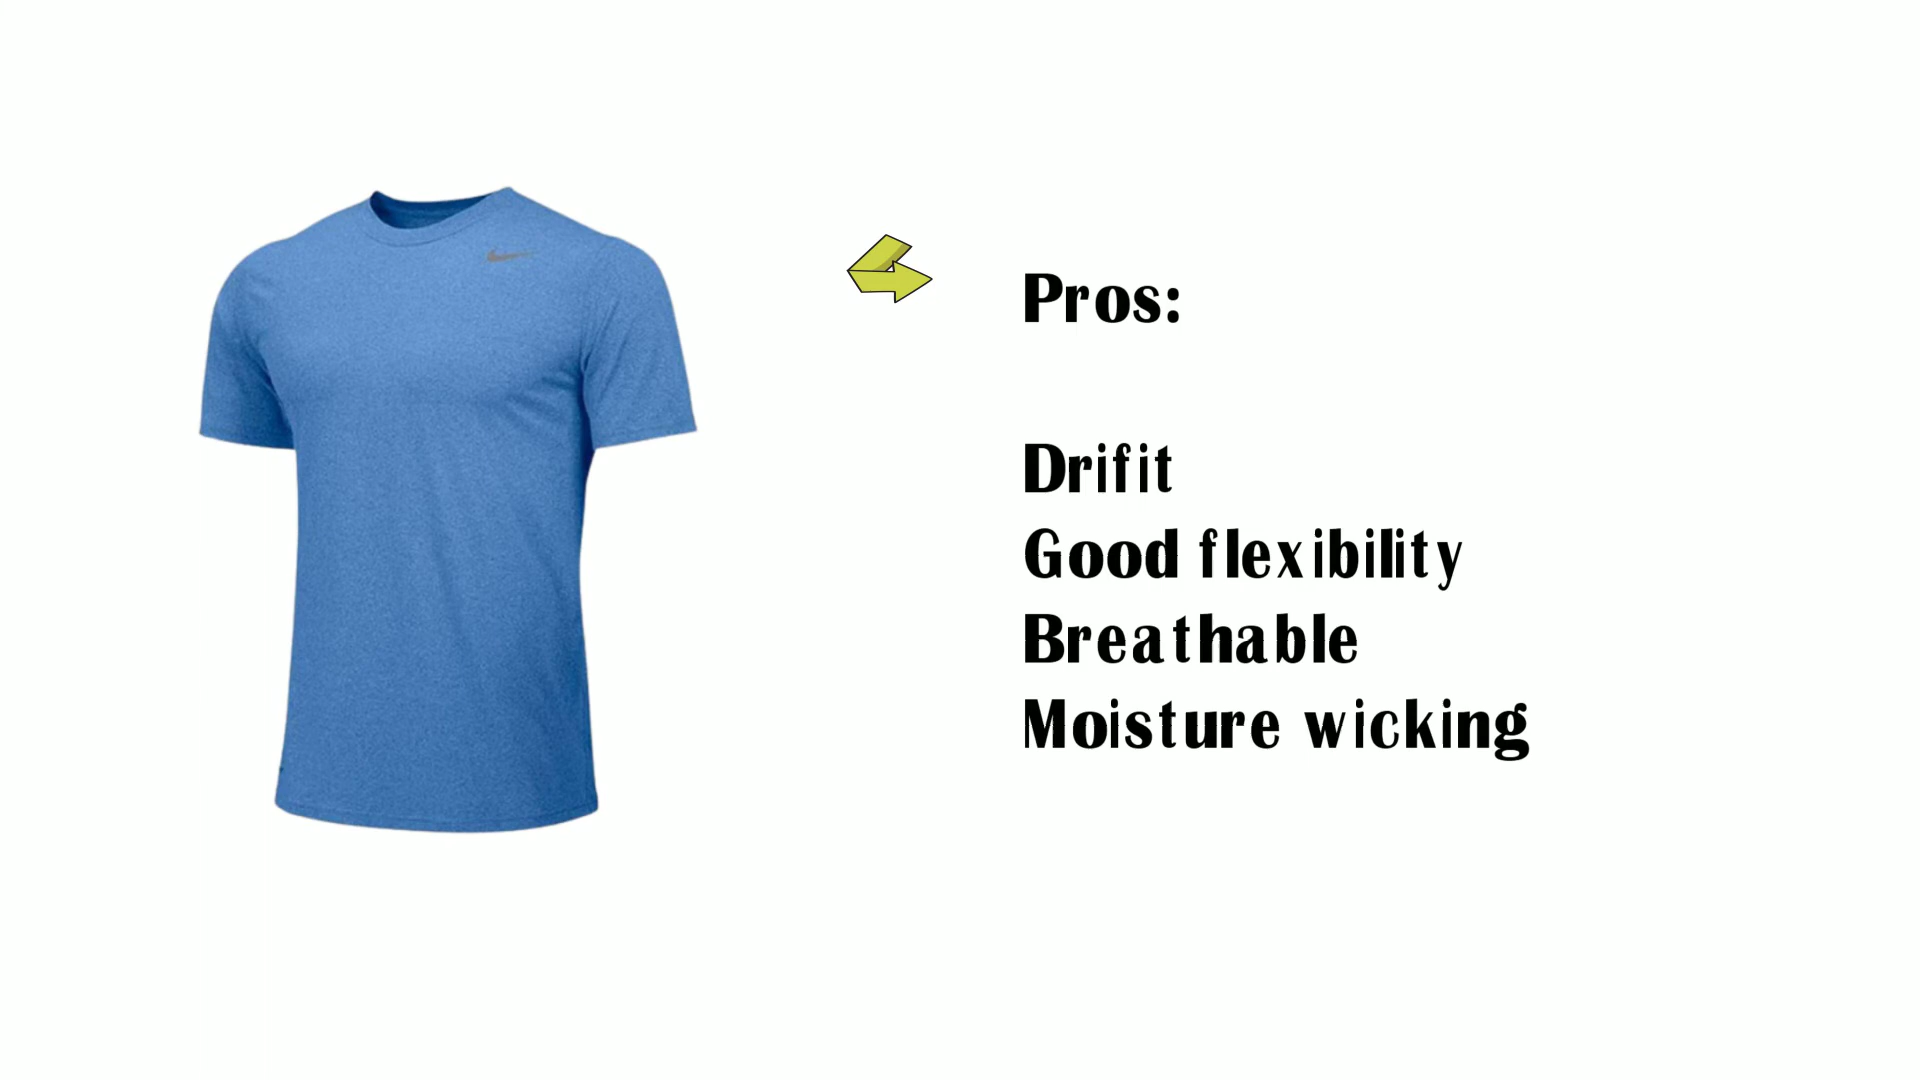 Pros:
Drifit
Good flexibility
Breathable
Moisture wicking